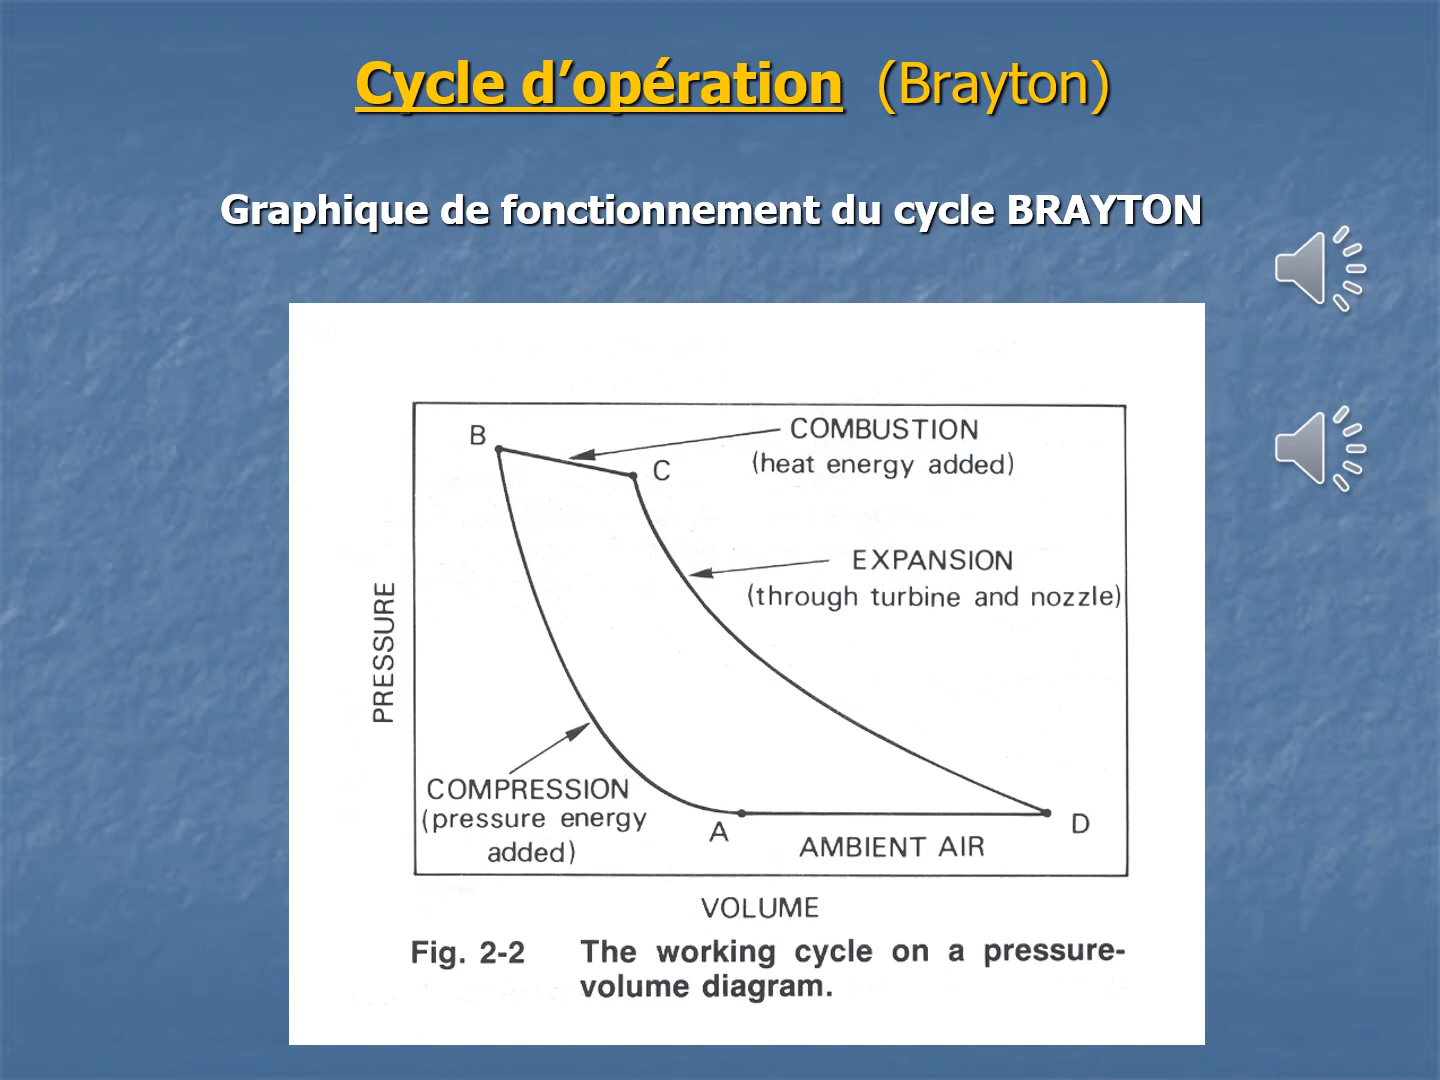 Cycle d’opération (Brayton)
Graphique de fonctionnement du cycle BRAYTON
B
COMBUSTION
(heat energy added)
C
EXPANSION
(through turbine and nozzle)
PRESSURE
COMPRESSION
(pressure energy
added)
A
AMBIENT AIR
D
VOLUME
Fig. 2-2 The working cycle on a pressure-
volume diagram.